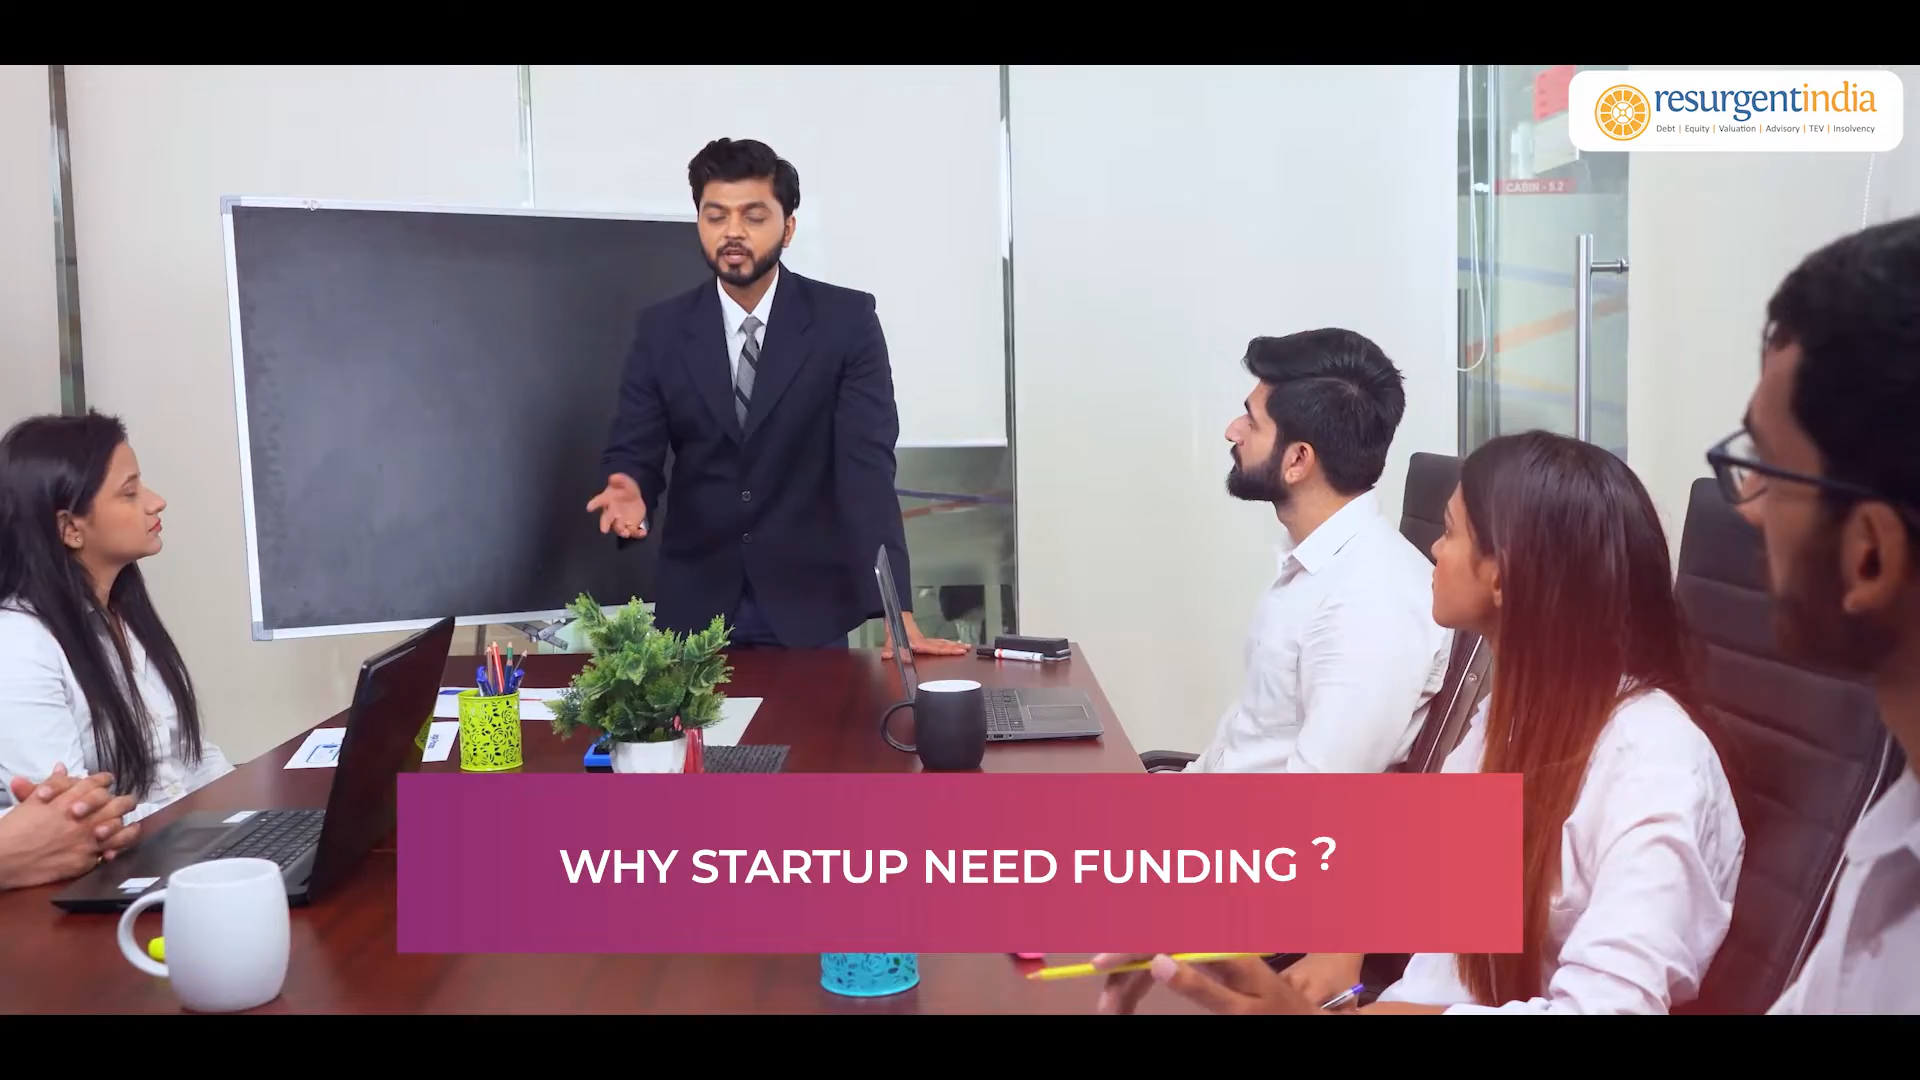 resurgentindia
Debt | Equity | Valuation | Advisory | TEV | Insolvency
CABIN - 5.2
WHY STARTUP NEED FUNDING ?